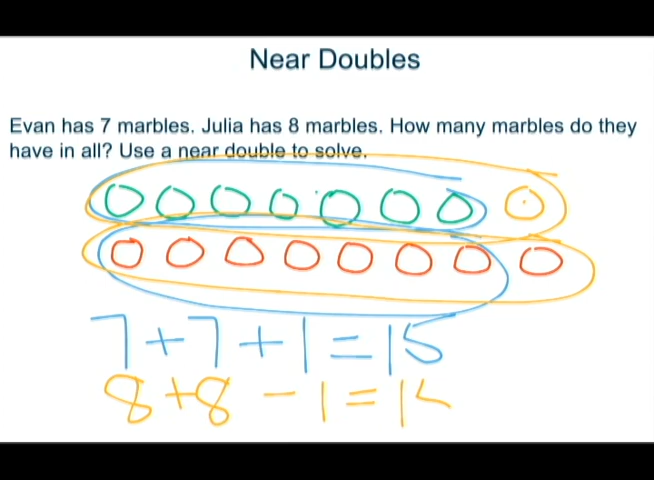 Near Doubles
Evan has 7 marbles. Julia has 8 marbles. How many marbles do they
have in all? Use a near double to solve.
7+7+1=15
8+8-1=15